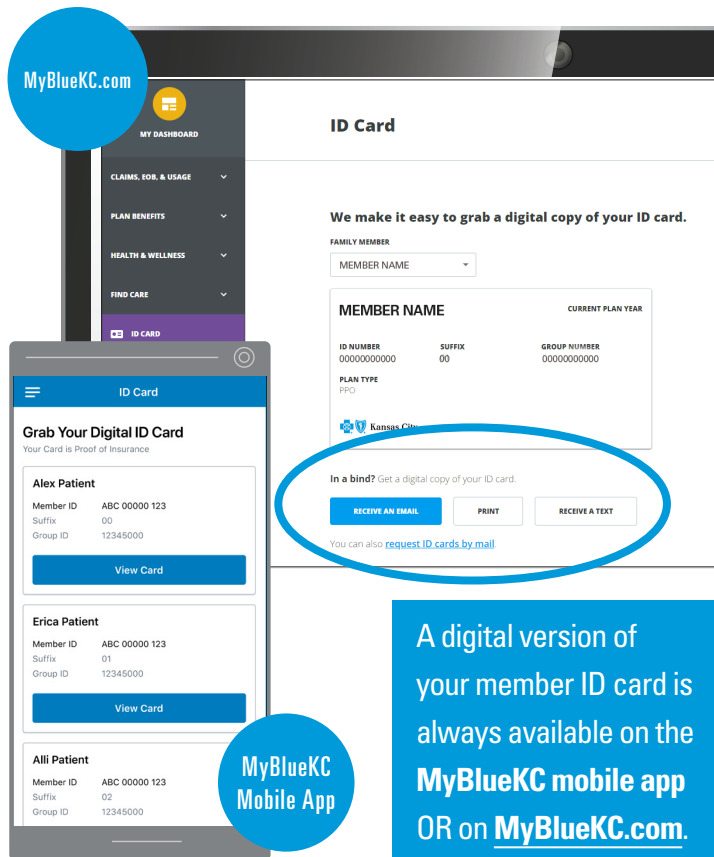 MyBlueKC.com
MY DASHBOARD
CLAIMS, EOB, & USAGE
PLAN BENEFITS
HEALTH & WELLNESS
FIND CARE
ID CARD
ID Card
We make it easy to grab a digital copy of your ID card.
FAMILY MEMBER
MEMBER NAME
MEMBER NAME CURRENT PLAN YEAR
ID NUMBER SUFFIX GROUP NUMBER
00000000000 00 00000000000
PLAN TYPE
PPO
Kansas City
In a bind? Get a digital copy of your ID card.
RECEIVE AN EMAIL PRINT RECEIVE A TEXT
You can also request ID cards by mail.
ID Card
Grab Your Digital ID Card
Your Card is Proof of Insurance
Alex Patient
Member ID ABC 00000 123
Suffix 00
Group ID 12345000
View Card
Erica Patient
Member ID ABC 00000 123
Suffix 01
Group ID 12345000
View Card
Alli Patient
Member ID ABC 00000 123
Suffix 02
Group ID 12345000
MyBlueKC
Mobile App
A digital version of
your member ID card is
always available on the
MyBlueKC mobile app
OR on MyBlueKC.com.